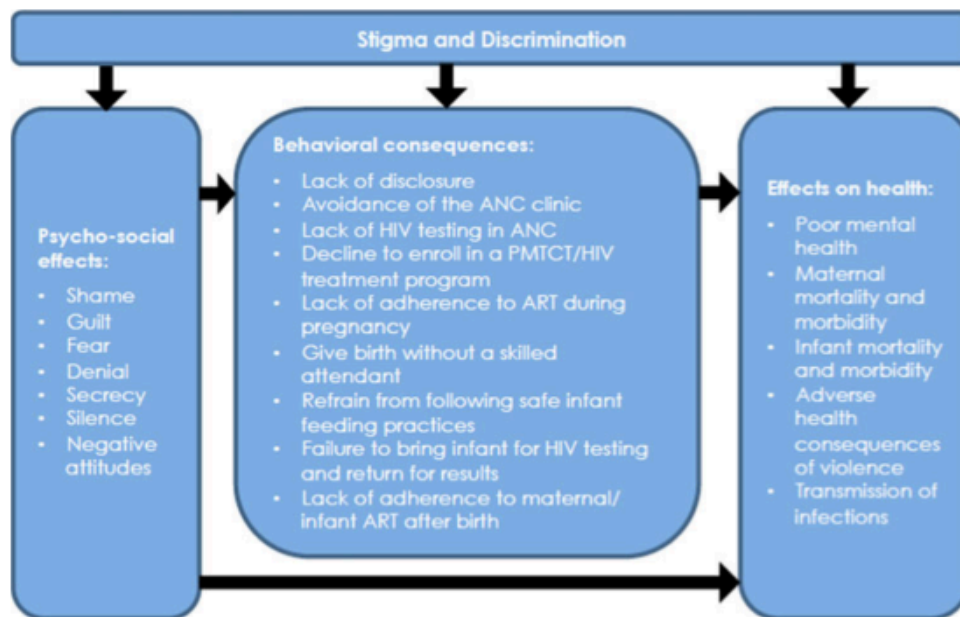 Stigma and Discrimination
Psycho-social
effects:
• Shame
• Guilt
• Fear
• Denial
• Secrecy
• Silence
• Negative
attitudes
Behavioral consequences:
• Lack of disclosure
• Avoidance of the ANC clinic
• Lack of HIV testing in ANC
• Decline to enroll in a PMTCT/HIV
treatment program
• Lack of adherence to ART during
pregnancy
• Give birth without a skilled
attendant
• Refrain from following safe infant
feeding practices
• Failure to bring infant for HIV testing
and return for results
• Lack of adherence to maternal/
infant ART after birth
Effects on health:
• Poor mental
health
• Maternal
mortality and
morbidity
• Infant mortality
and morbidity
• Adverse
health
consequences
of violence
• Transmission of
infections